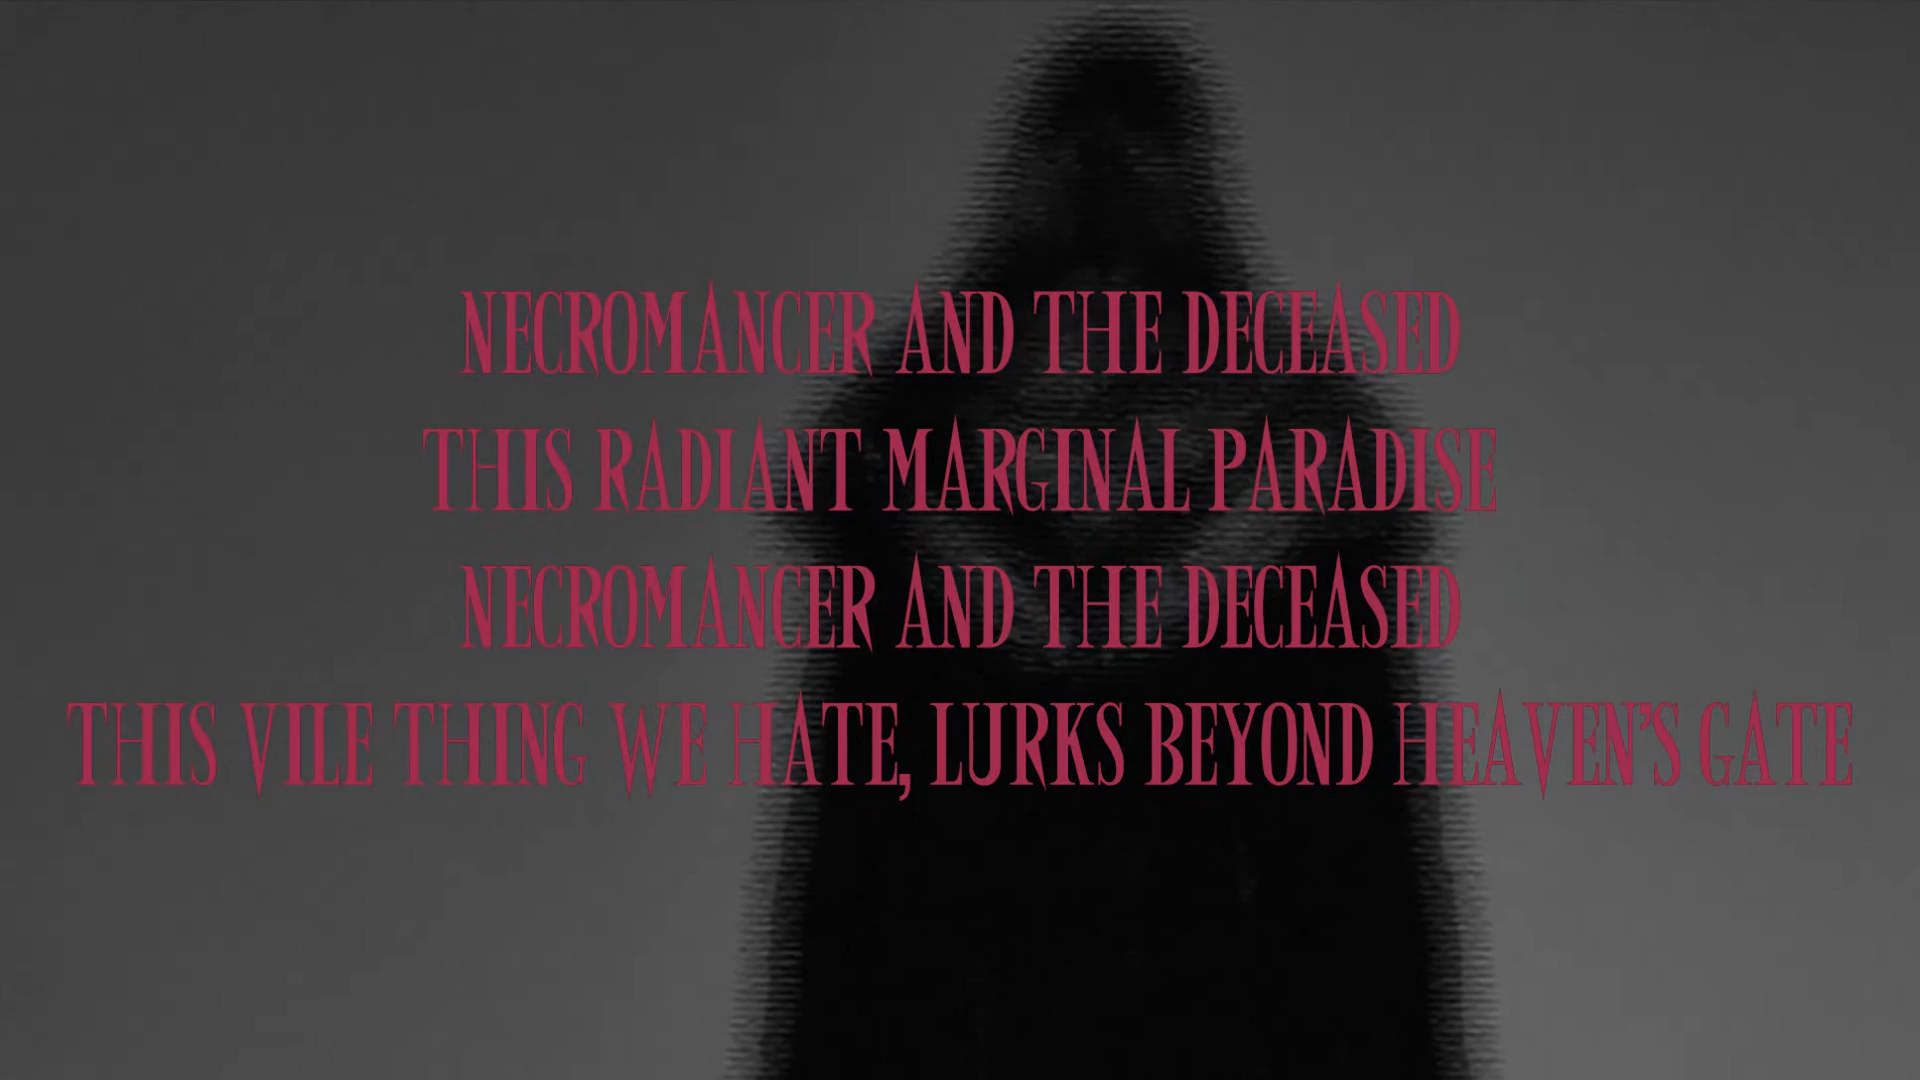 NECROMANCER AND THE DECEASED
THIS RADIANT MARGINAL PARADISE
NECROMANCER AND THE DECEASED
THIS VILE THING WE HATE, LURKS BEYOND HEAVEN'S GATE